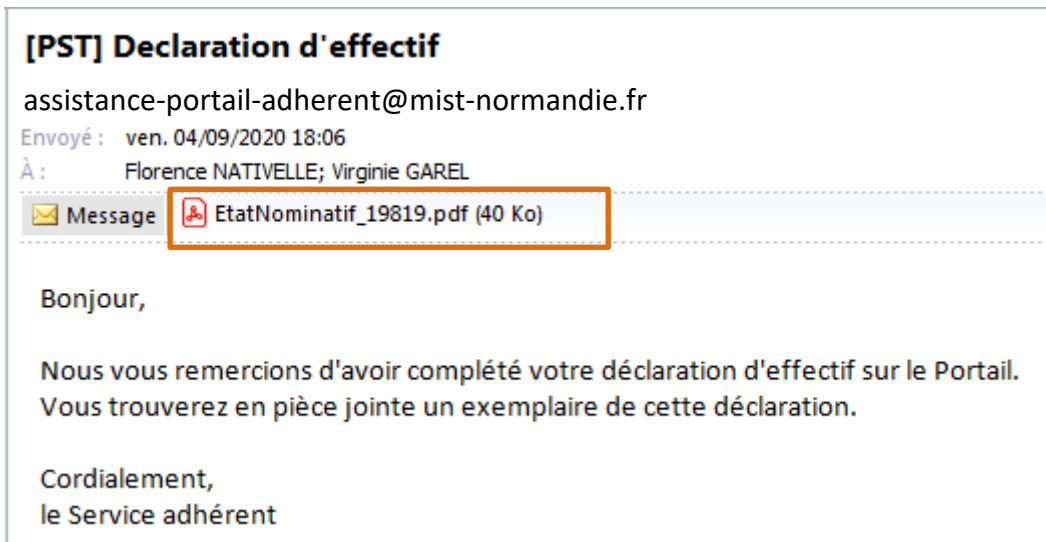 [PST] Declaration d'effectif
assistance-portail-adherent@mist-normandie.fr
Envoyé : ven. 04/09/2020 18:06
À : Florence NATIVELLE; Virginie GAREL
Message EtatNominatif_19819.pdf (40 Ko)
Bonjour,
Nous vous remercions d'avoir complété votre déclaration d'effectif sur le Portail.
Vous trouverez en pièce jointe un exemplaire de cette déclaration.
Cordialement,
le Service adhérent